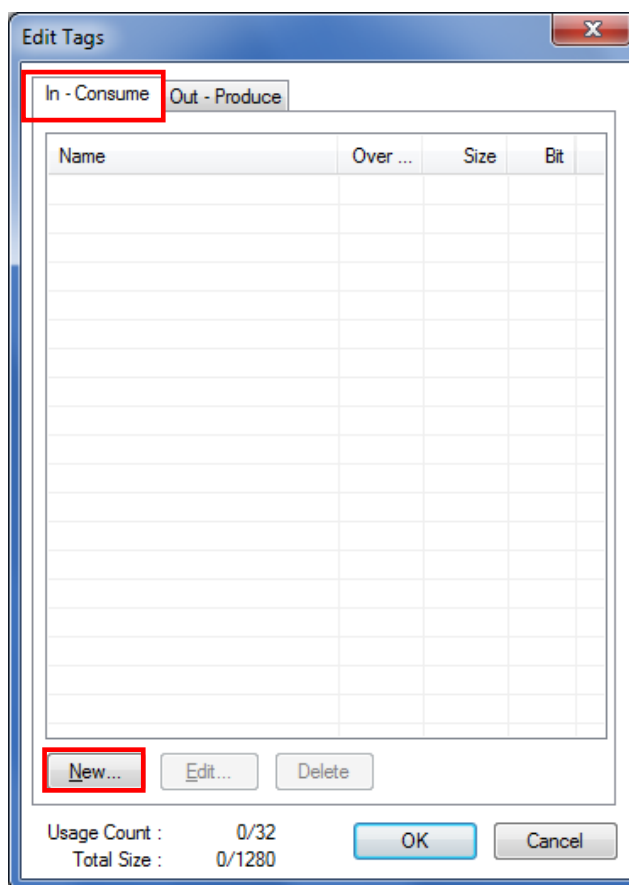 Edit Tags
In - Consume Out - Produce
Name Over ... Size Bit
New... Edit... Delete
Usage Count : 0/32
Total Size : 0/1280
OK Cancel